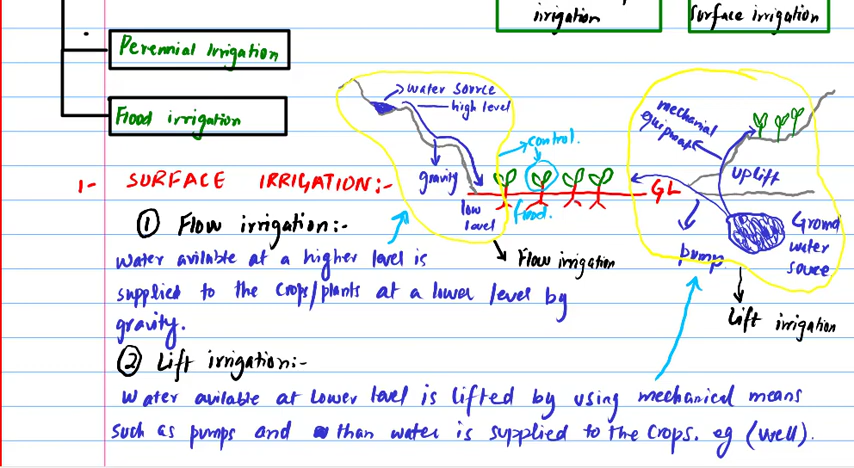 irrigation
surface irrigation
Perennial irrigation
Flood irrigation
water source
high level
gravity
low
level
control.
flood.
GL
Flow irrigation
mechanial
equipment
uplift
pump
Ground
water
souce
Lift irrigation
1- SURFACE IRRIGATION:-
① Flow irrigation:-
water avilable at a higher level is
supplied to the crops/plants at a lower level by
gravity.
② Lift irrigation:-
water avilable at lower level is lifted by using mechanical means
such as pumps and than water is supplied to the crops. eg (well).